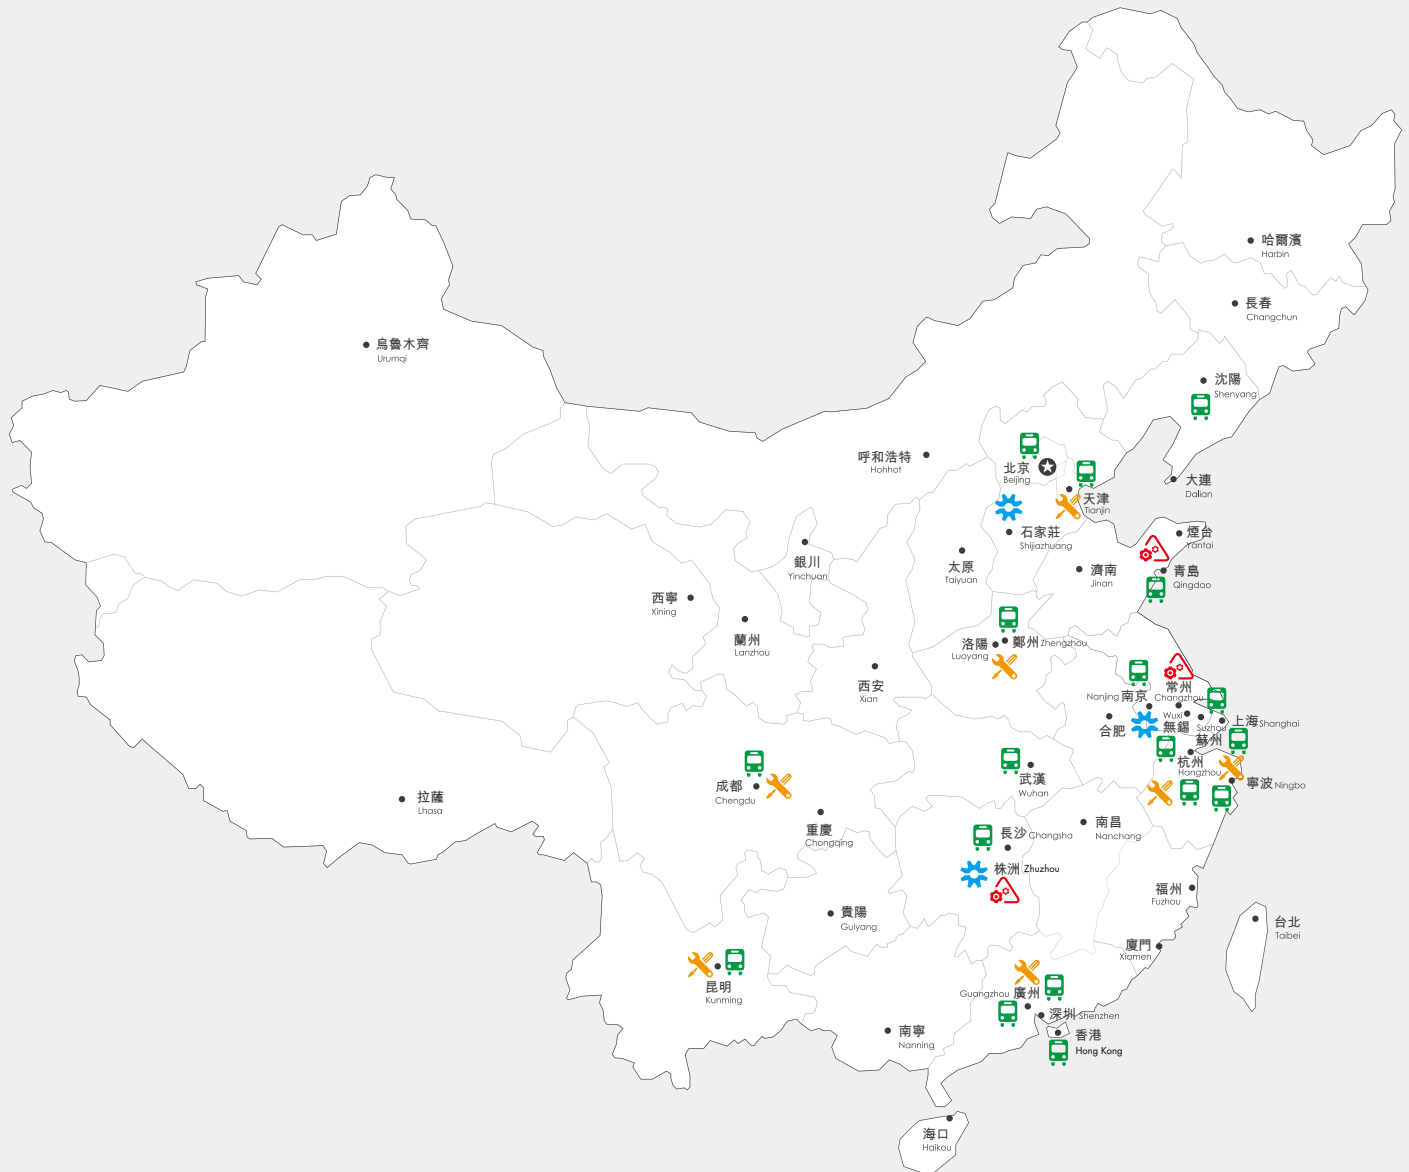 哈爾濱
Harbin
長春
Changchun
烏魯木齊
Urumqi
沈陽
Shenyang
呼和浩特
Hohhot
北京
Beijing
大連
Dalian
天津
Tianjin
石家莊
Shijiazhuang
煙台
Yantai
銀川
Yinchuan
太原
Taiyuan
濟南
Jinan
青島
Qingdao
西寧
Xining
蘭州
Lanzhou
洛陽
Luoyang
鄭州 Zhengzhou
西安
Xian
常州
Changzhou
Nanjing 南京
合肥
Wuxi
無錫
Suzhou
蘇州
上海 Shanghai
杭州
Hangzhou
寧波 Ningbo
成都
Chengdu
武漢
Wuhan
拉薩
Lhasa
重慶
Chongqing
長沙 Changsha
南昌
Nanchang
株洲 Zhuzhou
福州
Fuzhou
貴陽
Guiyang
台北
Taibei
廈門
Xiamen
昆明
Kunming
Guangzhou 廣州
深圳 Shenzhen
南寧
Nanning
香港
Hong Kong
海口
Haikou